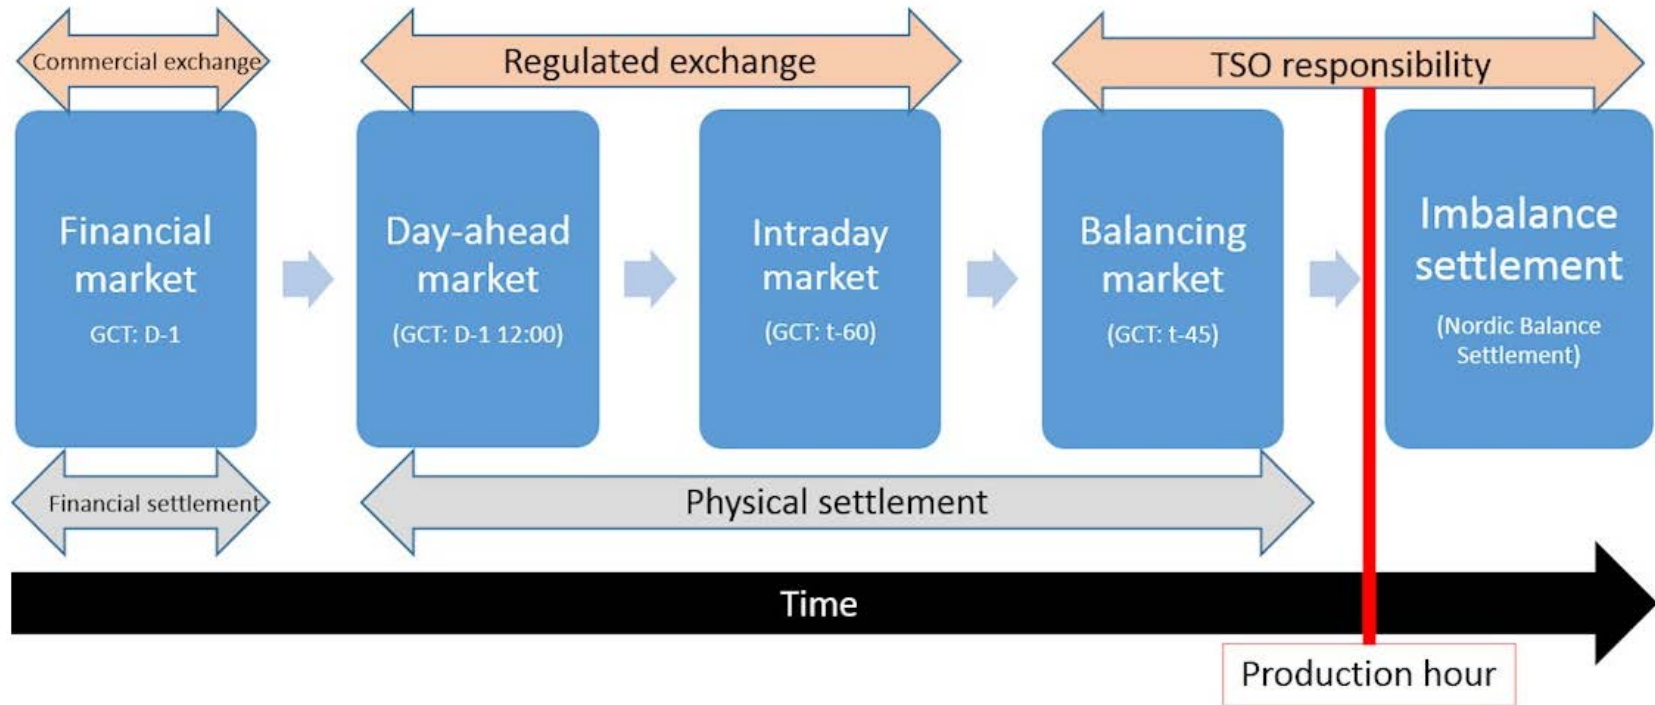 Commercial exchange
Regulated exchange
TSO responsibility
Financial
market
GCT: D-1
Day-ahead
market
(GCT: D-1 12:00)
Intraday
market
(GCT: t-60)
Balancing
market
(GCT: t-45)
Imbalance
settlement
(Nordic Balance
Settlement)
Financial settlement
Physical settlement
Time
Production hour